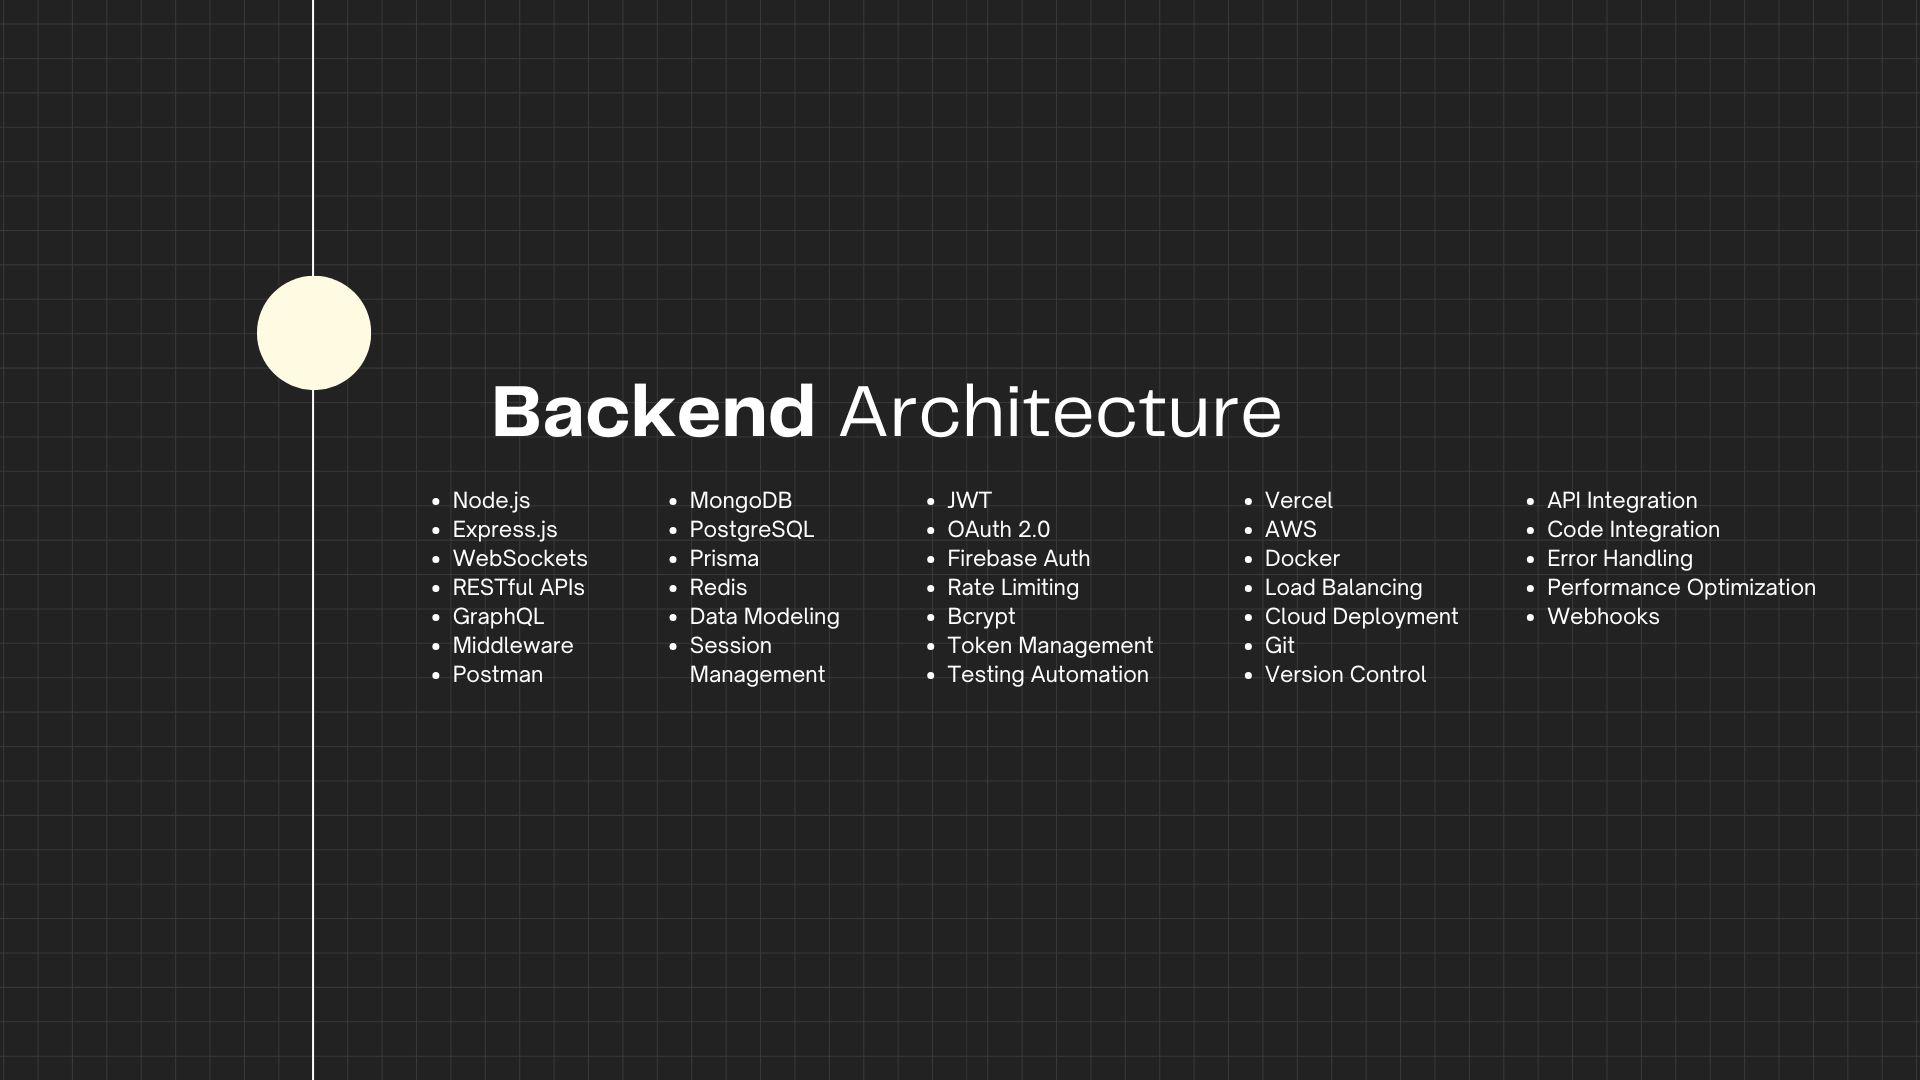 Backend Architecture
Node.js
Express.js
WebSockets
RESTful APIs
GraphQL
Middleware
Postman
MongoDB
PostgreSQL
Prisma
Redis
Data Modeling
Session
Management
JWT
OAuth 2.0
Firebase Auth
Rate Limiting
Bcrypt
Token Management
Testing Automation
Vercel
AWS
Docker
Load Balancing
Cloud Deployment
Git
Version Control
API Integration
Code Integration
Error Handling
Performance Optimization
Webhooks